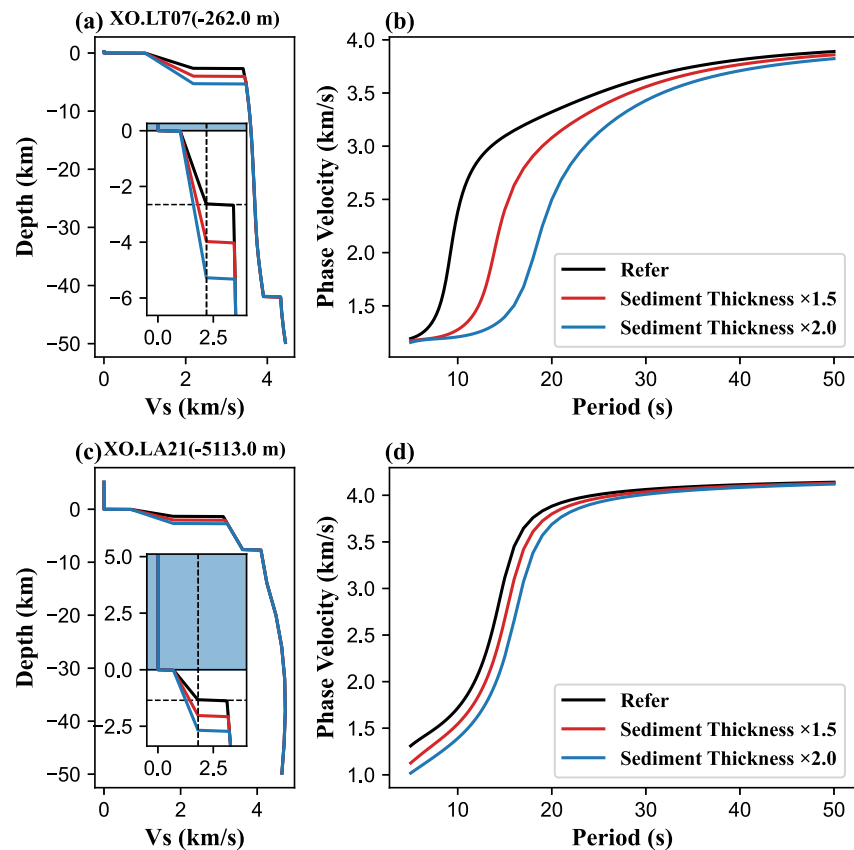 (a) XO.LT07(-262.0 m)
Depth (km)
0
−10
−20
−30
−40
−50
0
−2
−4
−6
0.0
2.5
0
2
4
Vs (km/s)
(b)
Phase Velocity (km/s)
4.0
3.5
3.0
2.5
2.0
1.5
Refer
Sediment Thickness ×1.5
Sediment Thickness ×2.0
10
20
30
40
50
Period (s)
(c) XO.LA21(-5113.0 m)
Depth (km)
0
−10
−20
−30
−40
−50
5.0
2.5
0.0
−2.5
0.0
2.5
0
2
4
Vs (km/s)
(d)
Phase Velocity (km/s)
4.0
3.5
3.0
2.5
2.0
1.5
1.0
Refer
Sediment Thickness ×1.5
Sediment Thickness ×2.0
10
20
30
40
50
Period (s)